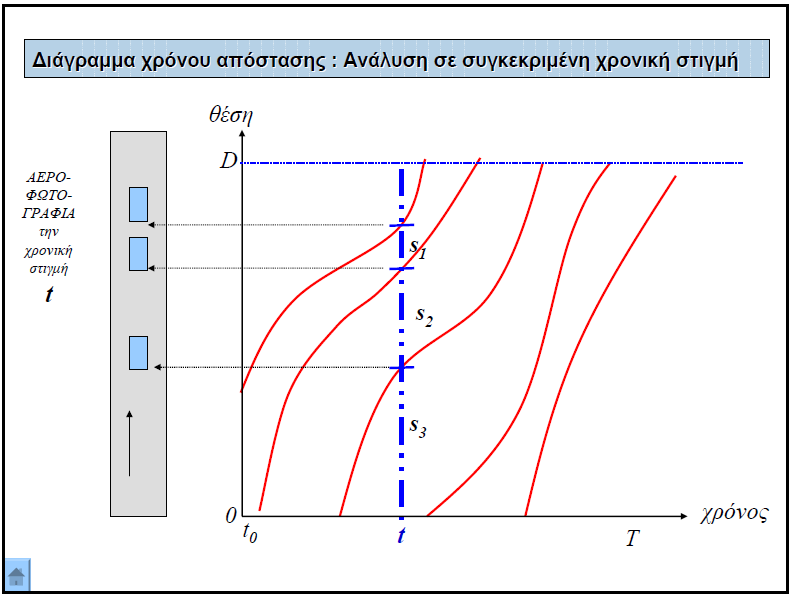 Διάγραμμα χρόνου απόστασης : Ανάλυση σε συγκεκριμένη χρονική στιγμή
θέση
D
ΑΕΡΟ-
ΦΩΤΟ-
ΓΡΑΦΙΑ
την
χρονική
στιγμή
t
s1
s2
s3
0
t0
t
T
χρόνος